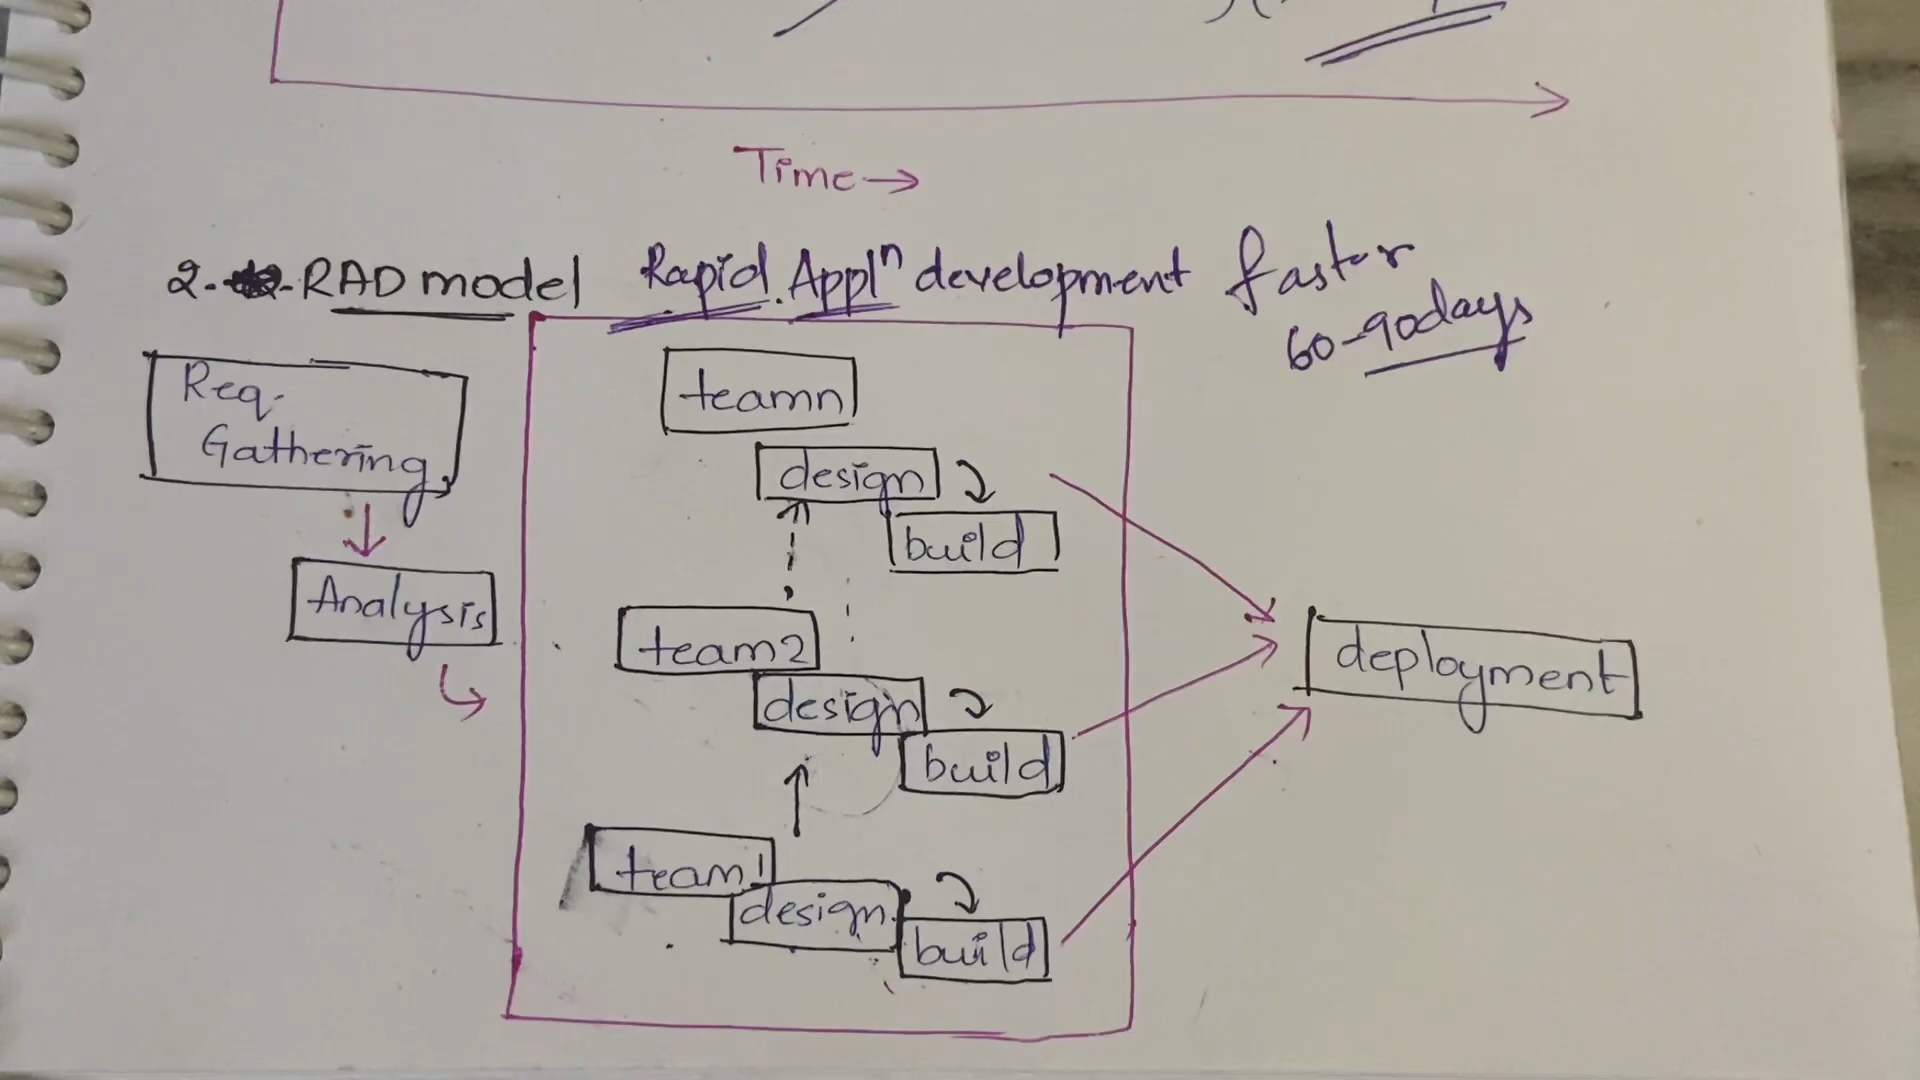 Time →
2. RAD model Rapid Applⁿ development faster
60-90days
Req.
Gathering
Analysis
teamn
design
build
team2
design
build
team1
design
build
deployment